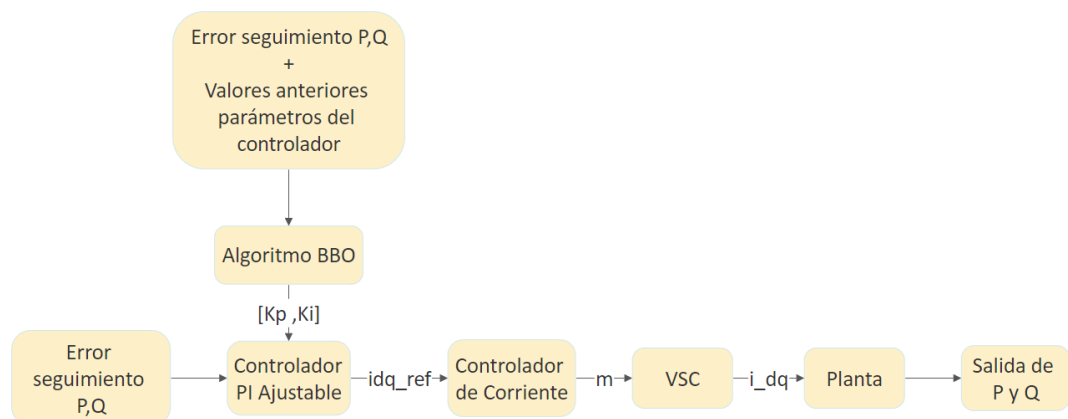 Error seguimiento P,Q
+
Valores anteriores
parámetros del
controlador
Algoritmo BBO
[Kp ,Ki]
Error
seguimiento
P,Q
Controlador
PI Ajustable
idq_ref
Controlador
de Corriente
m
VSC
i_dq
Planta
Salida de
P y Q